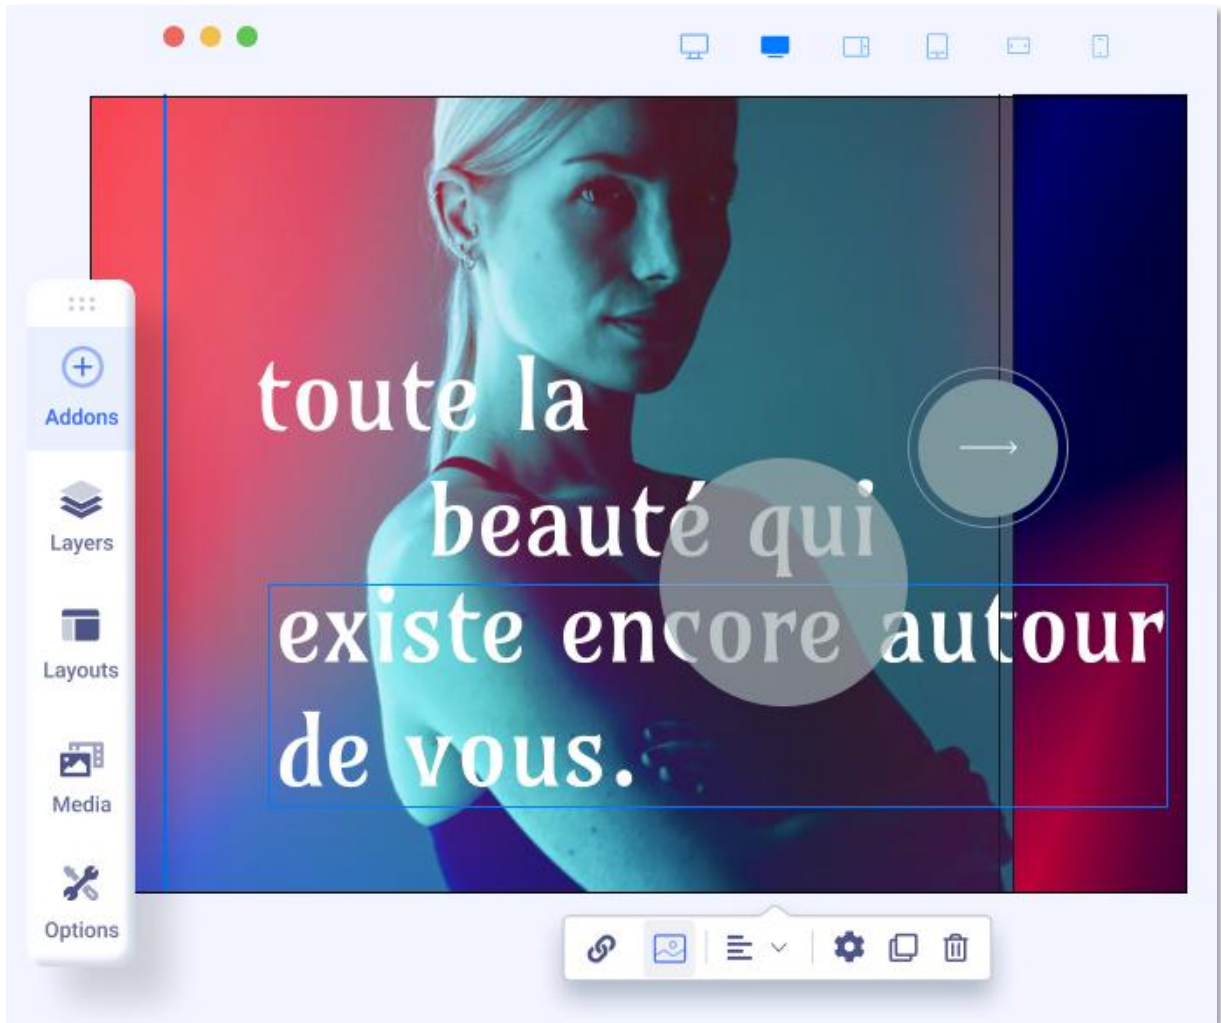 toute la
Addons
beauté qui
Layers
existe encore autour
Layouts
de vous.
Media
Options